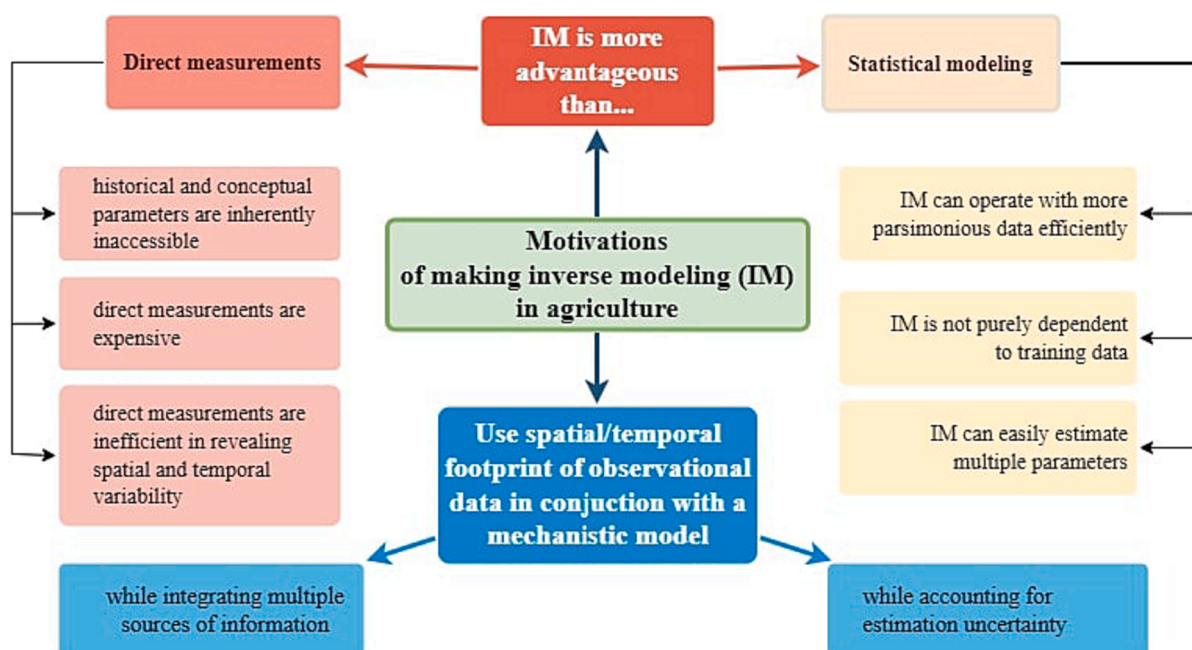 Direct measurements
IM is more
advantageous
than...
Statistical modeling
historical and conceptual
parameters are inherently
inaccessible
direct measurements are
expensive
direct measurements are
inefficient in revealing
spatial and temporal
variability
Motivations
of making inverse modeling (IM)
in agriculture
IM can operate with more
parsimonious data efficiently
IM is not purely dependent
to training data
IM can easily estimate
multiple parameters
Use spatial/temporal
footprint of observational
data in conjuction with a
mechanistic model
while integrating multiple
sources of information
while accounting for
estimation uncertainty